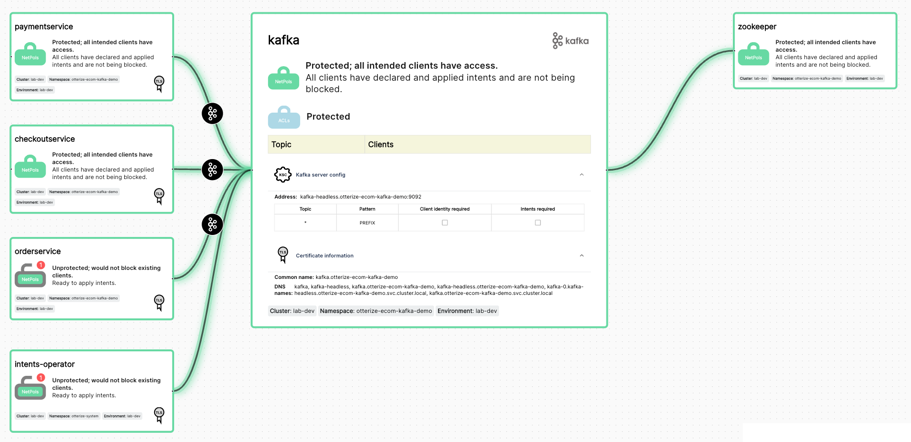 paymentservice
NetPols
Protected; all intended clients have
access.
All clients have declared and applied
intents and are not being blocked.
Cluster: lab-dev Namespace: otterize-ecom-kafka-demo
Environment: lab-dev
TLS
checkoutservice
NetPols
Protected; all intended clients have
access.
All clients have declared and applied
intents and are not being blocked.
Cluster: lab-dev Namespace: otterize-ecom-kafka-demo
Environment: lab-dev
TLS
orderservice
1
NetPols
Unprotected; would not block existing
clients.
Ready to apply intents.
Cluster: lab-dev Namespace: otterize-ecom-kafka-demo
Environment: lab-dev
TLS
intents-operator
1
NetPols
Unprotected; would not block existing
clients.
Ready to apply intents.
Cluster: lab-dev Namespace: otterize-system Environment: lab-dev
TLS
kafka
kafka
NetPols
Protected; all intended clients have access.
All clients have declared and applied intents and are not being
blocked.
ACLs
Protected
Topic Clients
KSC Kafka server config
Address: kafka-headless.otterize-ecom-kafka-demo:9092
Topic Pattern Client identity required Intents required
* PREFIX
TLS Certificate information
Common name: kafka.otterize-ecom-kafka-demo
DNS kafka, kafka-headless, kafka.otterize-ecom-kafka-demo, kafka-headless.otterize-ecom-kafka-demo, kafka-0.kafka-
names: headless.otterize-ecom-kafka-demo.svc.cluster.local, kafka.otterize-ecom-kafka-demo.svc.cluster.local
Cluster: lab-dev Namespace: otterize-ecom-kafka-demo Environment: lab-dev
zookeeper
NetPols
Protected; all intended clients have
access.
All clients have declared and applied
intents and are not being blocked.
Cluster: lab-dev Namespace: otterize-ecom-kafka-demo Environment: lab-dev